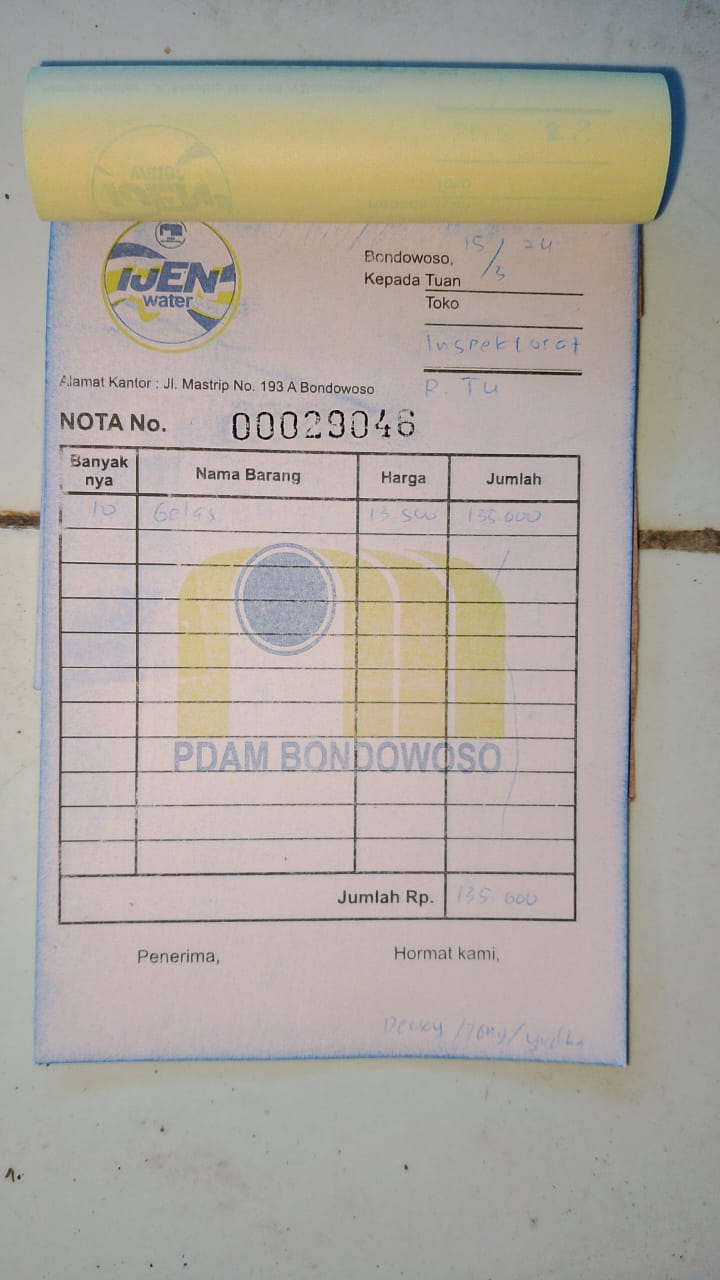 IJEN
water
Bondowoso, 15/3 24
Kepada Tuan
Toko
Inspektorat
R. TU
Alamat Kantor : Jl. Mastrip No. 193 A Bondowoso
NOTA No. 00029046
Banyak nya Nama Barang Harga Jumlah
10 Gelas 13.500 135.000
PDAM BONDOWOSO
Jumlah Rp. 135 000
Penerima, Hormat kami,
Decky /Tony/ Yudha